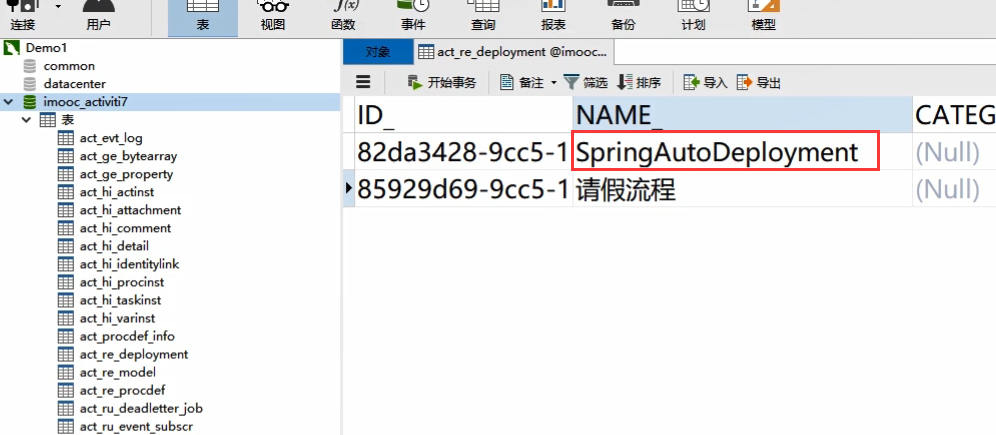 连接 用户 表 视图 函数 事件 查询 报表 备份 计划 模型
Demo1
common
datacenter
imooc_activiti7
表
act_evt_log
act_ge_bytearray
act_ge_property
act_hi_actinst
act_hi_attachment
act_hi_comment
act_hi_detail
act_hi_identitylink
act_hi_procinst
act_hi_taskinst
act_hi_varinst
act_procdef_info
act_re_deployment
act_re_model
act_re_procdef
act_ru_deadletter_job
act_ru_event_subscr
对象 act_re_deployment @imooc...
开始事务 备注 筛选 排序 导入 导出
ID_ NAME_ CATEG
82da3428-9cc5-1 SpringAutoDeployment (Null)
85929d69-9cc5-1 请假流程 (Null)